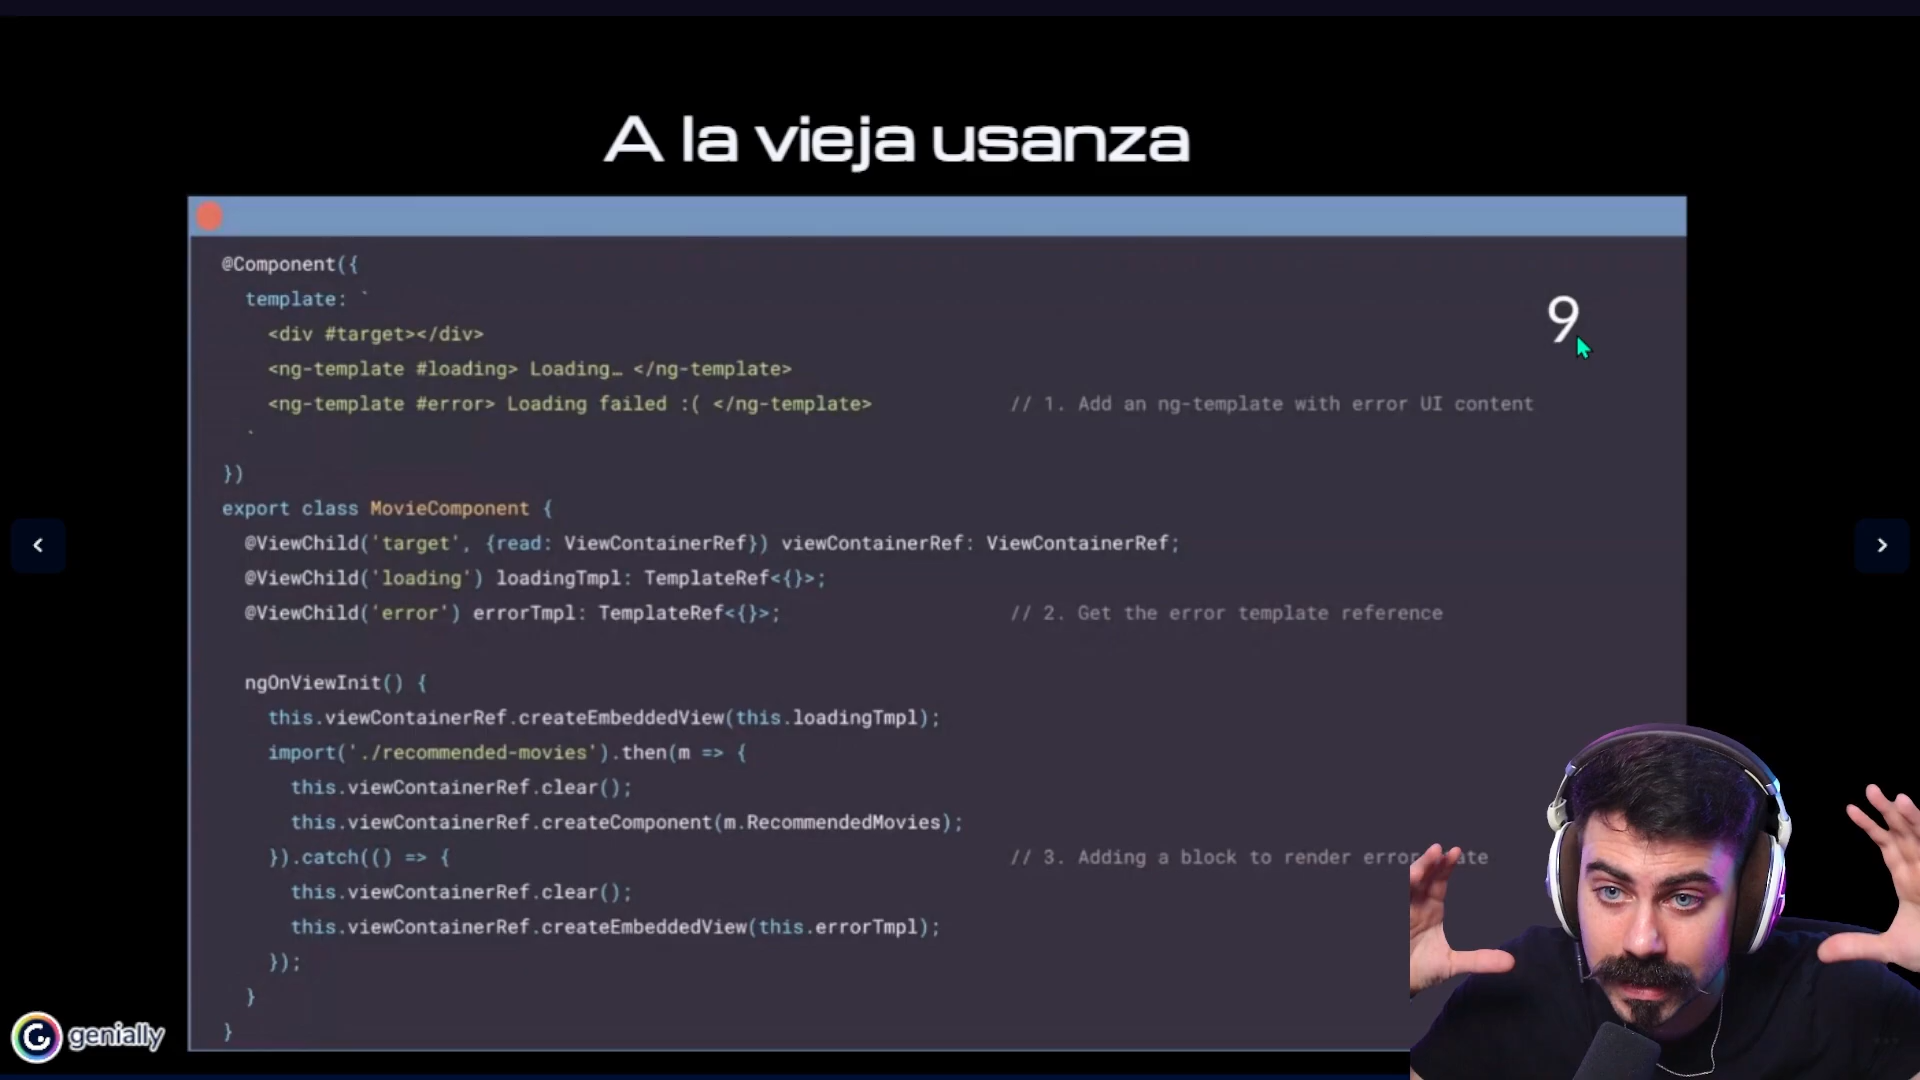 A la vieja usanza
@Component({
template: `
<div #target></div>
<ng-template #loading> Loading… </ng-template>
<ng-template #error> Loading failed :( </ng-template> // 1. Add an ng-template with error UI content
`
})
export class MovieComponent {
@ViewChild('target', {read: ViewContainerRef}) viewContainerRef: ViewContainerRef;
@ViewChild('loading') loadingTmpl: TemplateRef<{}>;
@ViewChild('error') errorTmpl: TemplateRef<{}>; // 2. Get the error template reference
ngOnViewInit() {
this.viewContainerRef.createEmbeddedView(this.loadingTmpl);
import('./recommended-movies').then(m => {
this.viewContainerRef.clear();
this.viewContainerRef.createComponent(m.RecommendedMovies);
}).catch(() => { // 3. Adding a block to render error
this.viewContainerRef.clear();
this.viewContainerRef.createEmbeddedView(this.errorTmpl);
});
}
}
9
genially